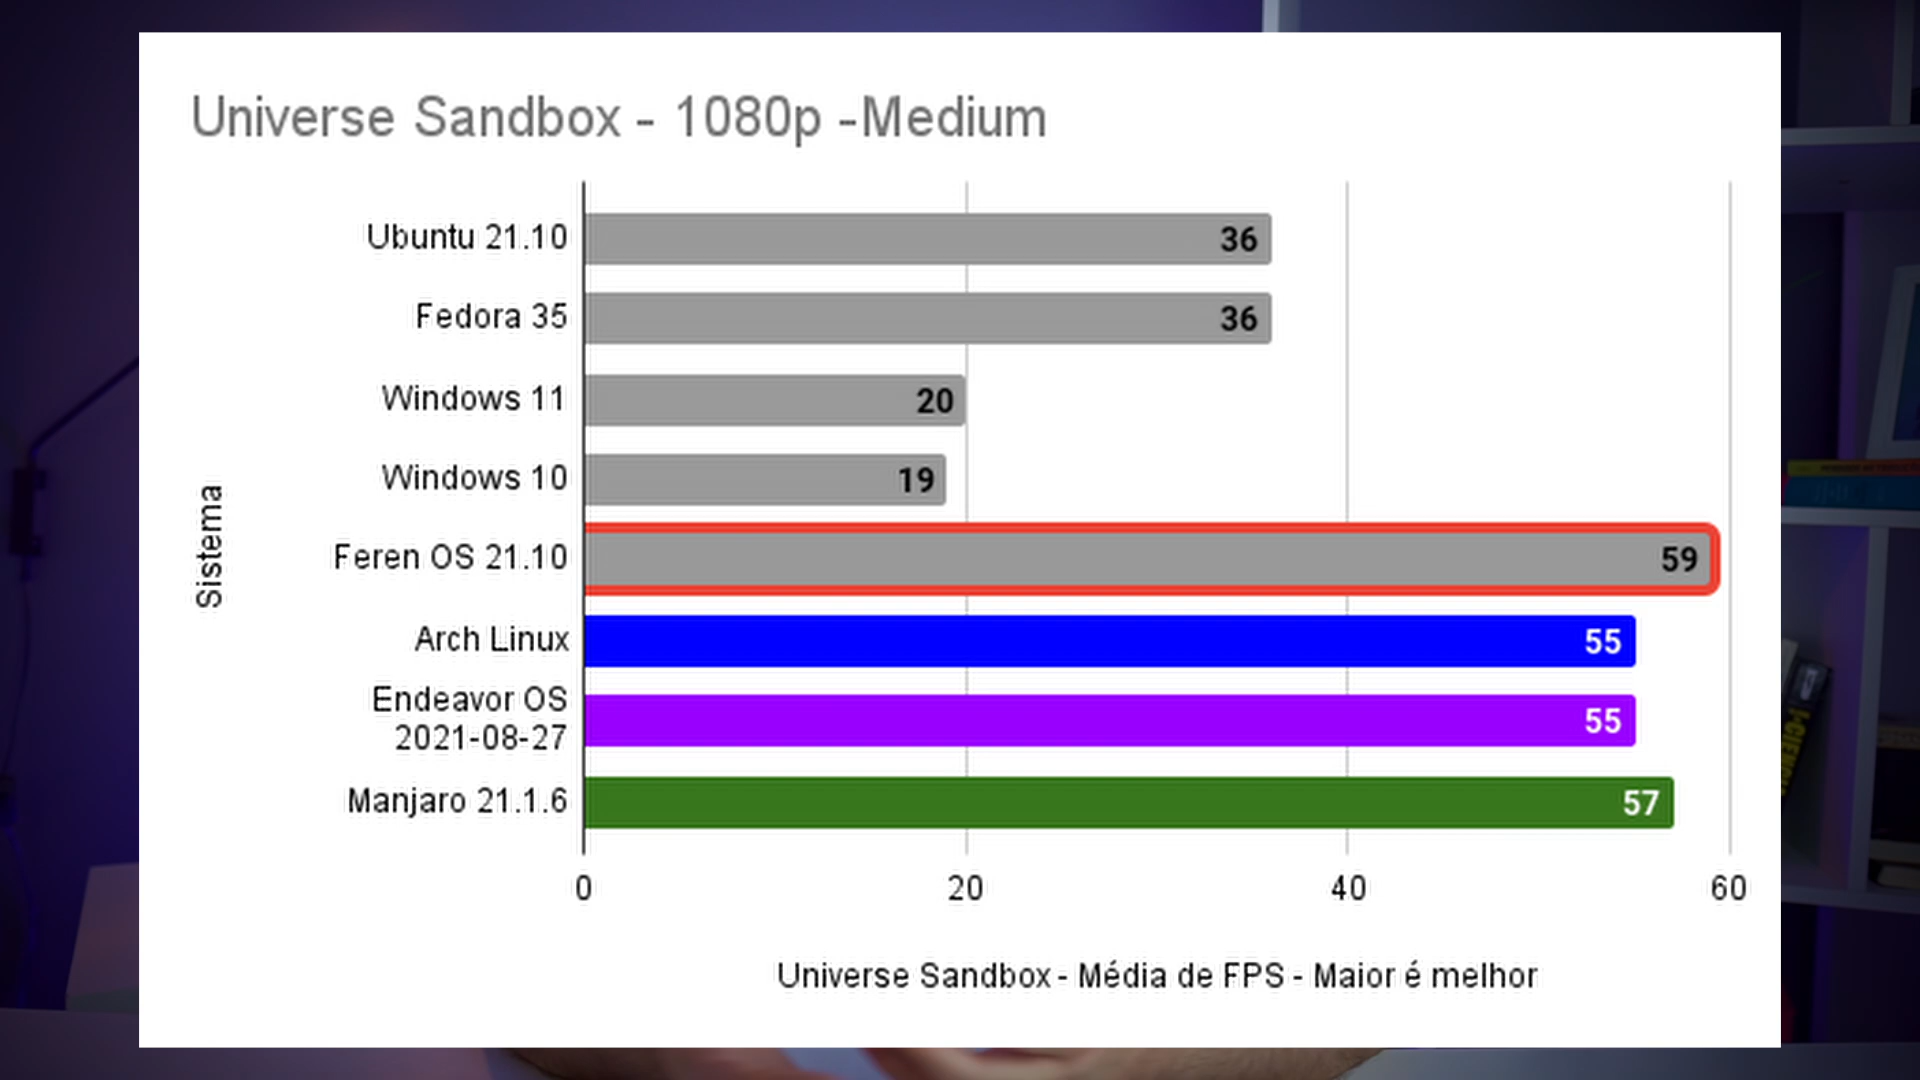 Universe Sandbox - 1080p -Medium
Sistema
Ubuntu 21.10
36
Fedora 35
36
Windows 11
20
Windows 10
19
Feren OS 21.10
59
Arch Linux
55
Endeavor OS
2021-08-27
55
Manjaro 21.1.6
57
0
20
40
60
Universe Sandbox - Média de FPS - Maior é melhor